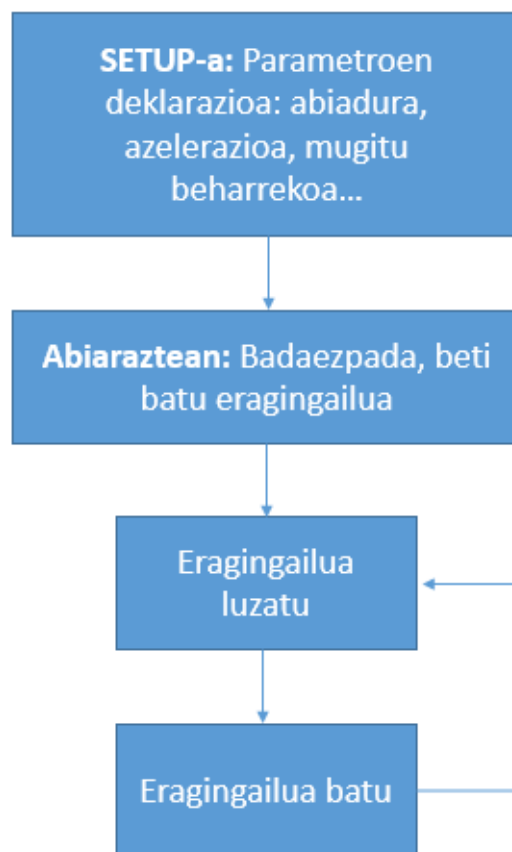 SETUP-a: Parametroen
deklarazioa: abiadura,
azelerazioa, mugitu
beharrekoa...
Abiaraztean: Badaezpada, beti
batu eragingailua
Eragingailua
luzatu
Eragingailua batu